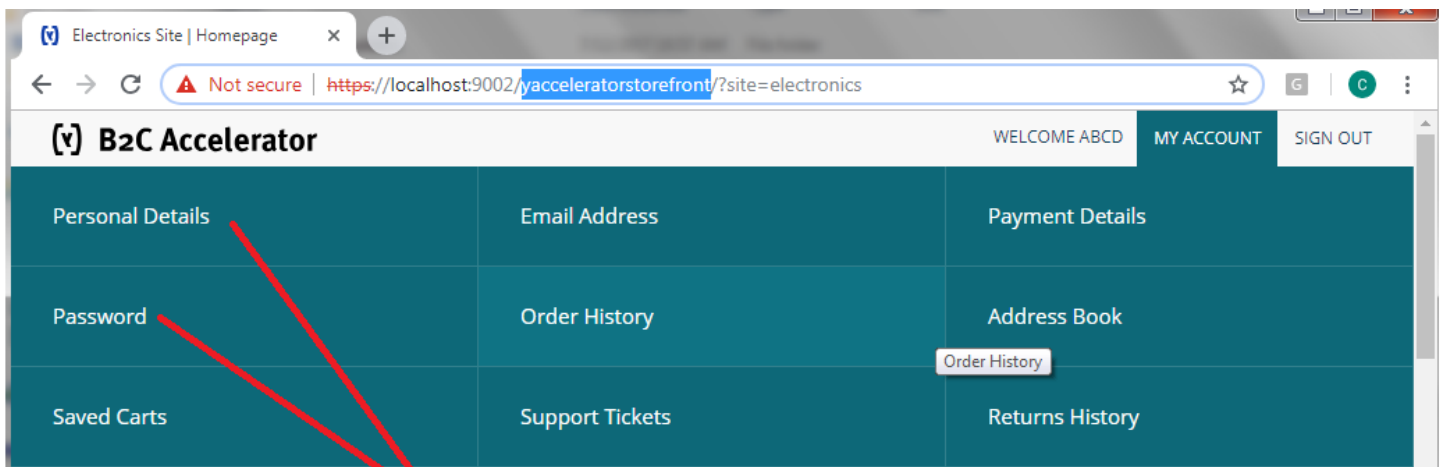 Electronics Site | Homepage
Not secure | https://localhost:9002/yacceleratorstorefront/?site=electronics G C
B2C Accelerator WELCOME ABCD MY ACCOUNT SIGN OUT
Personal Details Email Address Payment Details
Password Order History Address Book
Order History
Saved Carts Support Tickets Returns History